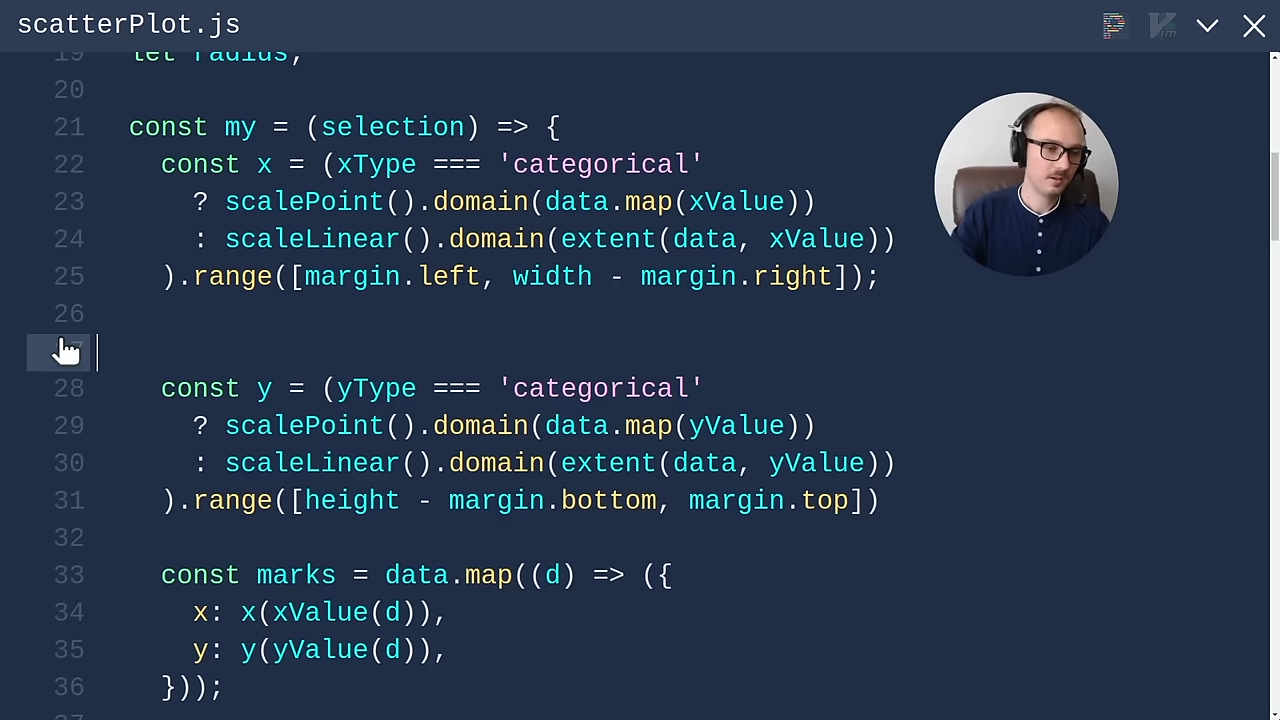 scatterPlot.js
19 let radius;
20
21 const my = (selection) => {
22 const x = (xType === 'categorical'
23 ? scalePoint().domain(data.map(xValue))
24 : scaleLinear().domain(extent(data, xValue))
25 ).range([margin.left, width - margin.right]);
26
28 const y = (yType === 'categorical'
29 ? scalePoint().domain(data.map(yValue))
30 : scaleLinear().domain(extent(data, yValue))
31 ).range([height - margin.bottom, margin.top])
32
33 const marks = data.map((d) => ({
34 x: x(xValue(d)),
35 y: y(yValue(d)),
36 }));